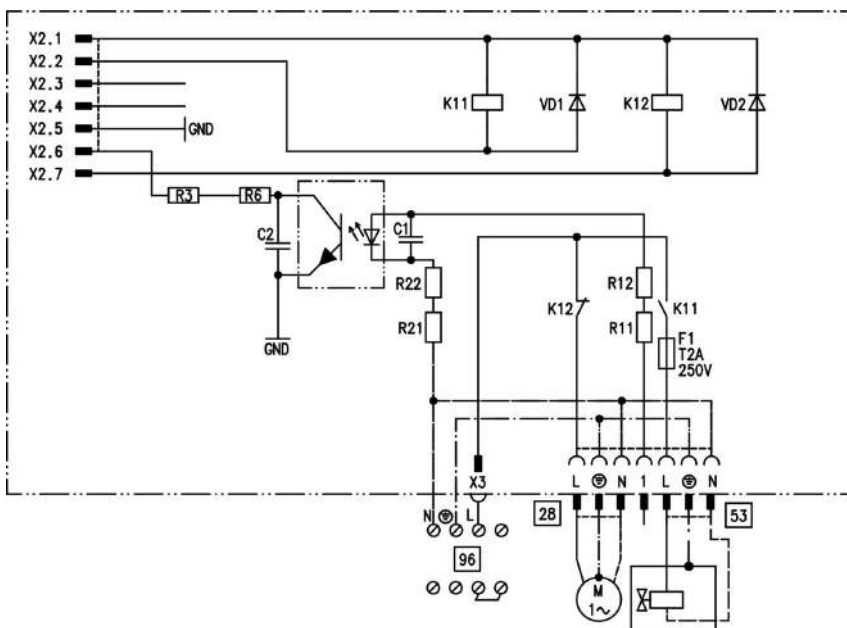 X2.1
X2.2
X2.3
X2.4
X2.5
GND
X2.6
X2.7
K11
VD1
K12
VD2
R3
R6
C2
C1
R22
R21
GND
K12
R12
R11
K11
F1
T2A
250V
X3
L
N
1
L
N
N
L
28
53
96
M
1~